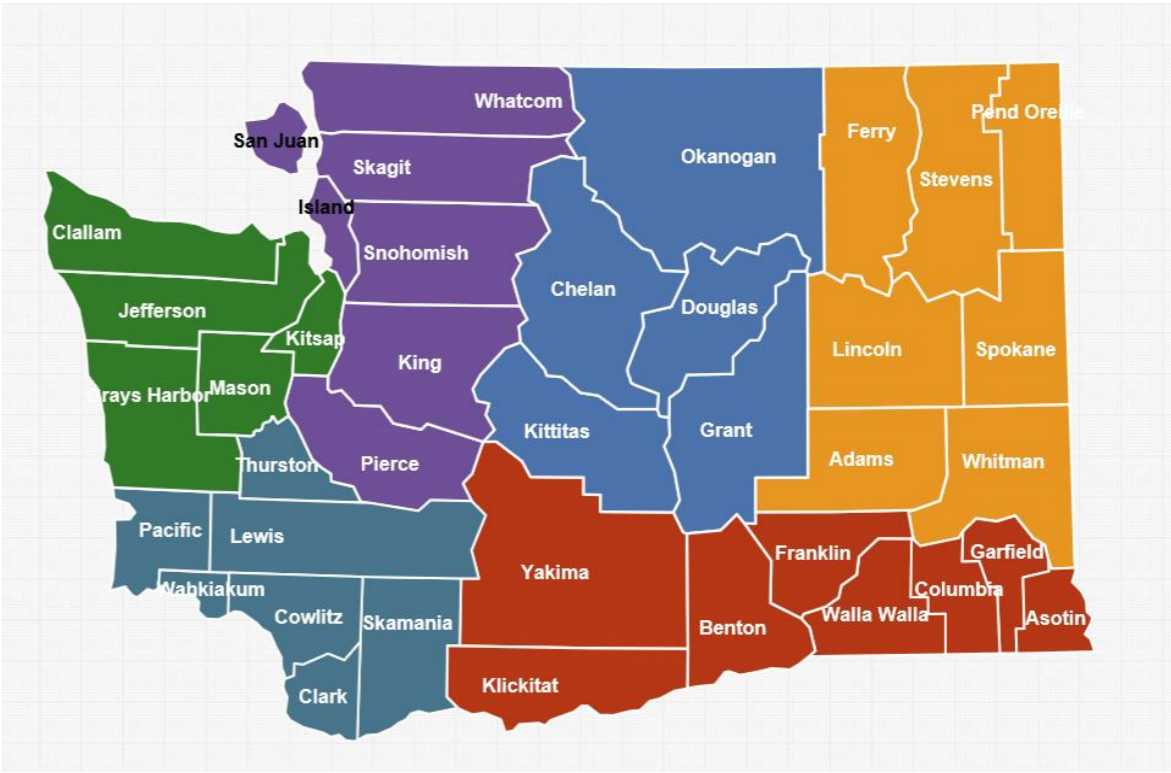 Whatcom
Pend Oreille
Ferry
San Juan
Okanogan
Skagit
Stevens
Island
Clallam
Snohomish
Chelan
Jefferson
Douglas
Kitsap
Lincoln
Spokane
King
Mason
Grays Harbor
Kittitas
Grant
Adams
Whitman
Thurston
Pierce
Pacific
Lewis
Franklin
Garfield
Yakima
Wahkiakum
Columbia
Cowlitz
Skamania
Walla Walla
Asotin
Benton
Klickitat
Clark